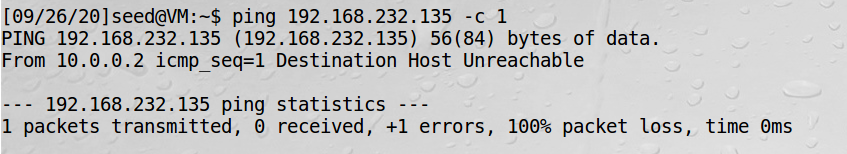 [09/26/20]seed@VM:~$ ping 192.168.232.135 -c 1
PING 192.168.232.135 (192.168.232.135) 56(84) bytes of data.
From 10.0.0.2 icmp_seq=1 Destination Host Unreachable
--- 192.168.232.135 ping statistics ---
1 packets transmitted, 0 received, +1 errors, 100% packet loss, time 0ms